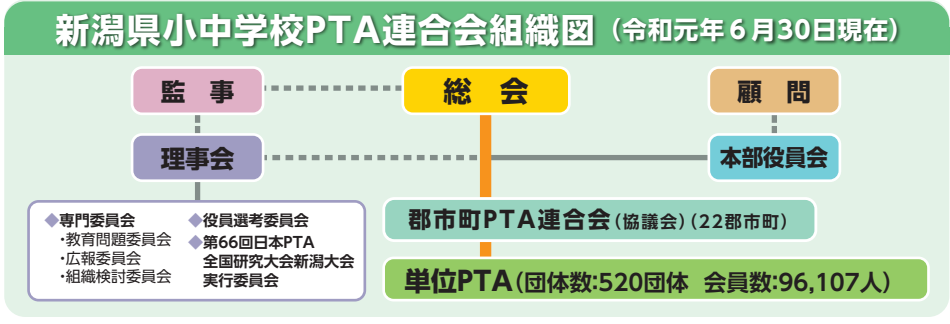 新潟県小中学校PTA連合会組織図（令和元年６月30日現在）
監　事
総　会
顧　問
理事会
本部役員会
◆専門委員会
・教育問題委員会
・広報委員会
・組織検討委員会
◆役員選考委員会
◆第66回日本PTA
全国研究大会新潟大会
実行委員会
郡市町PTA連合会（協議会）（22郡市町）
単位PTA（団体数:520団体　会員数:96,107人）